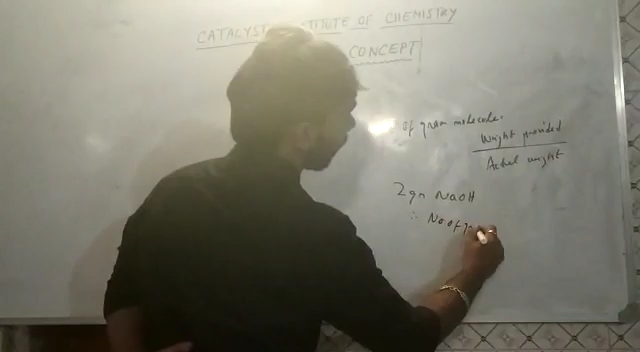 CATALYST INSTITUTE OF CHEMISTRY
CONCEPT
of gram molecule.
Weight provided
Actual weight
2gm NaOH
∴ No of g